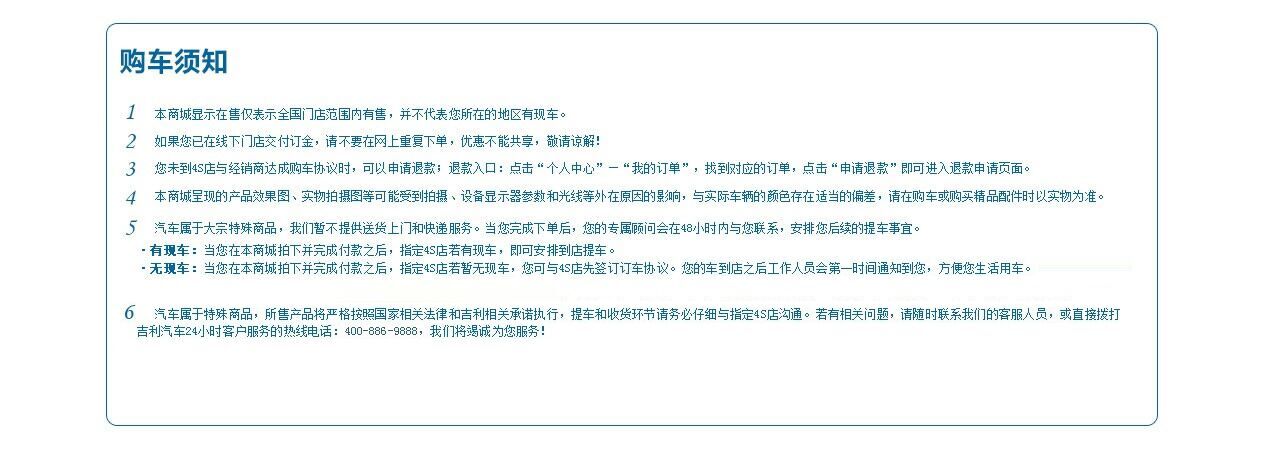 购车须知
1 本商城显示在售仅表示全国门店范围内有售，并不代表您所在的地区有现车。
2 如果您已在线下门店交付订金，请不要在网上重复下单，优惠不能共享，敬请谅解！
3 您未到4S店与经销商达成购车协议时，可以申请退款；退款入口：点击“个人中心”—“我的订单”，找到对应的订单，点击“申请退款”即可进入退款申请页面。
4 本商城呈现的产品效果图、实物拍摄图等可能受到拍摄、设备显示器参数和光线等外在原因的影响，与实际车辆的颜色存在适当的偏差，请在购车或购买精品配件时以实物为准。
5 汽车属于大宗特殊商品，我们暂不提供送货上门和快递服务。当您完成下单后，您的专属顾问会在48小时内与您联系，安排您后续的提车事宜。
·有现车：当您在本商城拍下并完成付款之后，指定4S店若有现车，即可安排到店提车。
·无现车：当您在本商城拍下并完成付款之后，指定4S店若暂无现车，您可与4S店先签订订车协议。您的车到店之后工作人员会第一时间通知到您，方便您生活用车。
6 汽车属于特殊商品，所售产品将严格按照国家相关法律和吉利相关承诺执行，提车和收货环节请务必仔细与指定4S店沟通。若有相关问题，请随时联系我们的客服人员，或直接拨打
吉利汽车24小时客户服务的热线电话：400-886-9888，我们将竭诚为您服务！